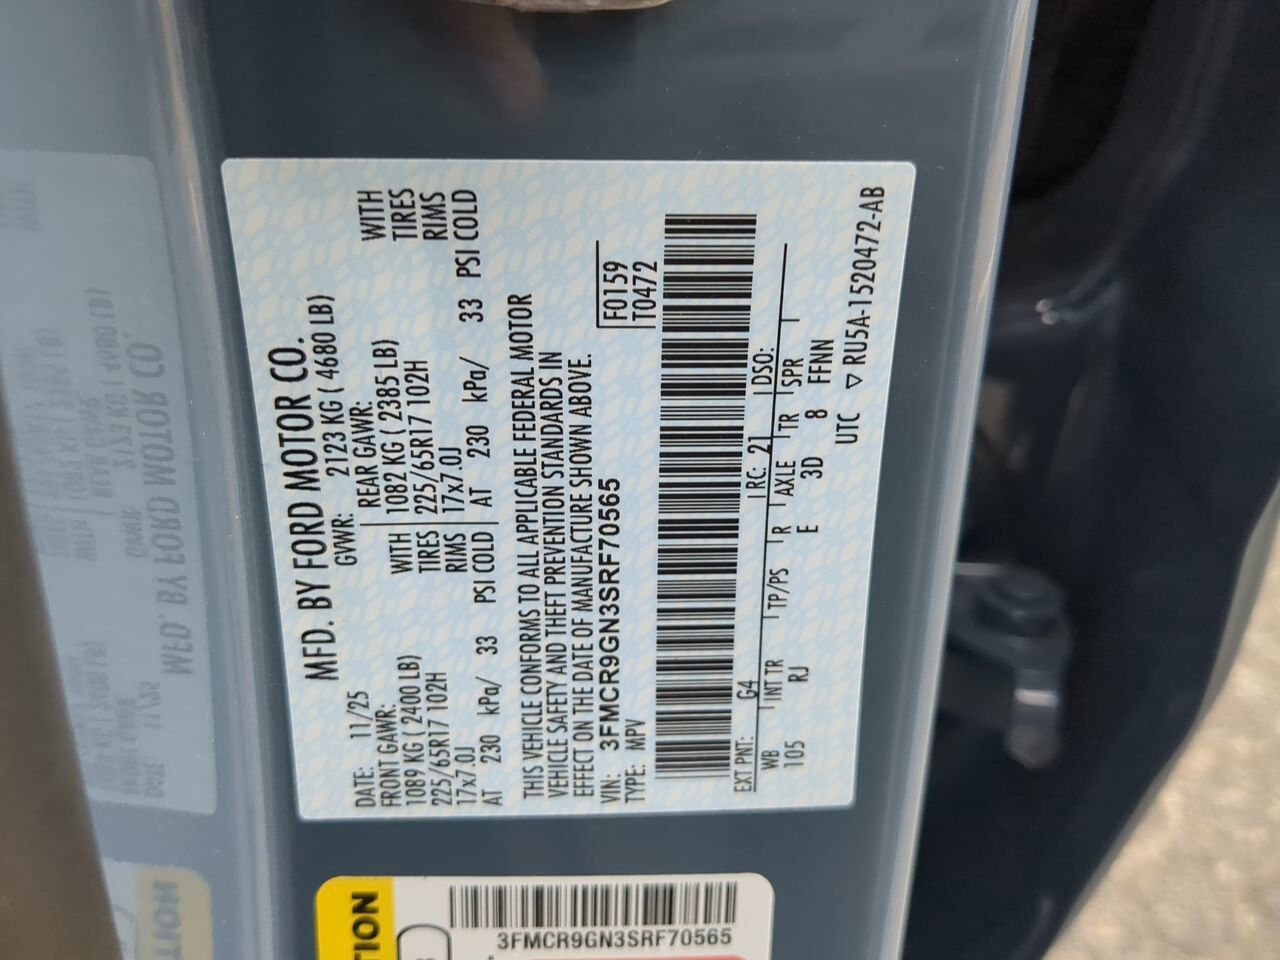 MFD. BY FORD MOTOR CO.
DATE: 11/25 GVWR: 2123 KG ( 4680 LB)
FRONT GAWR: REAR GAWR:
1089 KG ( 2400 LB) WITH 1082 KG ( 2385 LB) WITH
225/65R17 102H TIRES 225/65R17 102H TIRES
17x7.0J RIMS 17x7.0J RIMS
AT 230 kPa/ 33 PSI COLD AT 230 kPa/ 33 PSI COLD
THIS VEHICLE CONFORMS TO ALL APPLICABLE FEDERAL MOTOR
VEHICLE SAFETY AND THEFT PREVENTION STANDARDS IN
EFFECT ON THE DATE OF MANUFACTURE SHOWN ABOVE.
VIN: 3FMCR9GN3SRF70565 F0159
TYPE: MPV T0472
EXT PNT: G4 RC: 21 DSO:
WB INT TR TP/PS R AXLE TR SPR
105 RJ E 3D 8 FFNN
UTC ▽ RU5A-1520472-AB
TION
3FMCR9GN3SRF70565